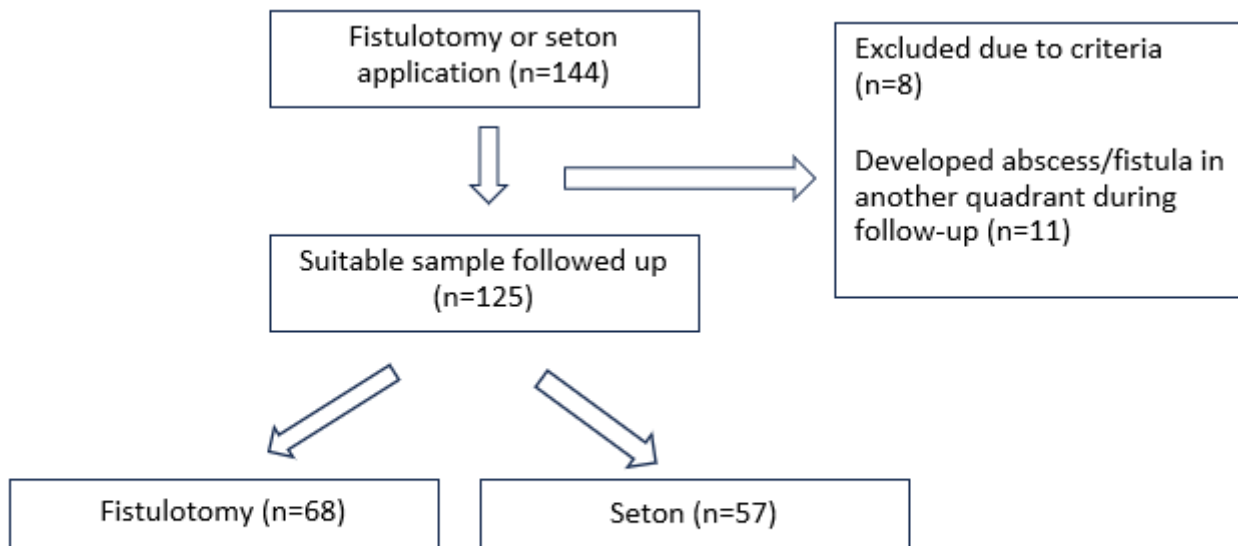 Fistulotomy or seton
application (n=144)
Excluded due to criteria
(n=8)
Developed abscess/fistula in
another quadrant during
follow-up (n=11)
Suitable sample followed up
(n=125)
Fistulotomy (n=68)
Seton (n=57)